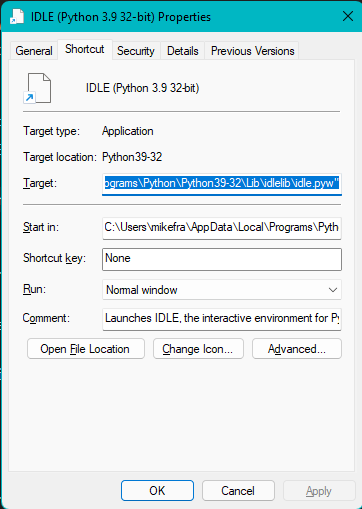 IDLE (Python 3.9 32-bit) Properties
General Shortcut Security Details Previous Versions
IDLE (Python 3.9 32-bit)
Target type: Application
Target location: Python39-32
Target: ograms\Python\Python39-32\Lib\idlelib\idle.pyw"
Start in: C:\Users\mikefra\AppData\Local\Programs\Pytho
Shortcut key: None
Run: Normal window
Comment: Launches IDLE, the interactive environment for Py
Open File Location Change Icon... Advanced...
OK Cancel Apply